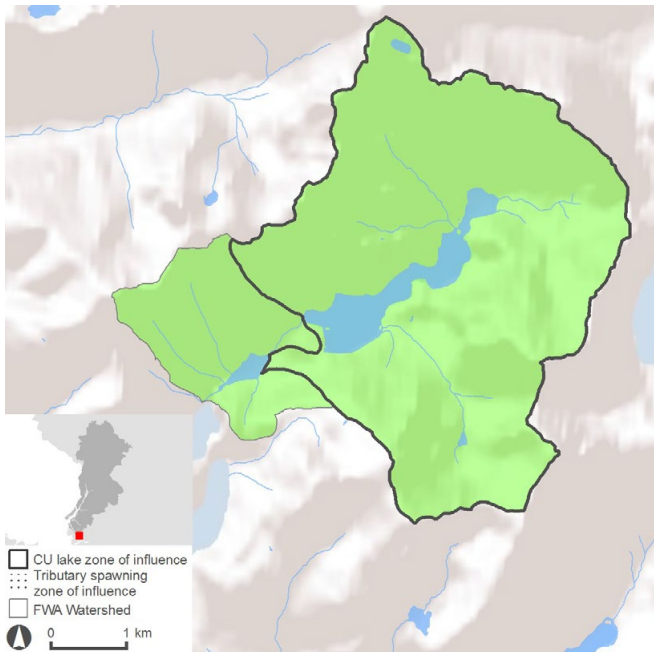 CU lake zone of influence
Tributary spawning
zone of influence
FWA Watershed
0 1 km